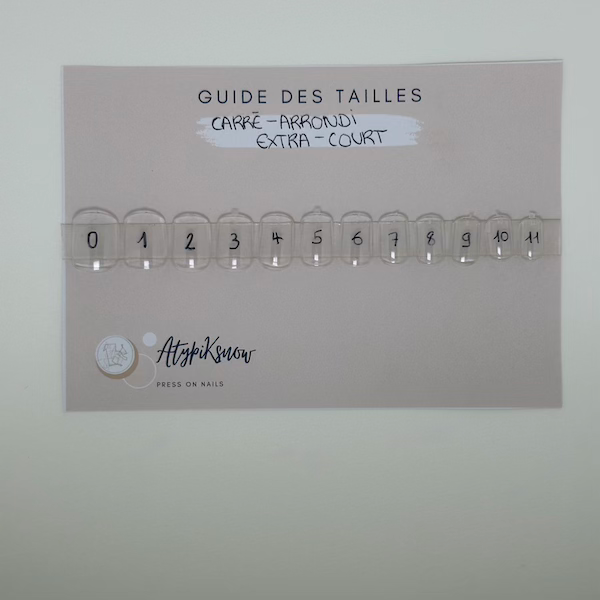 GUIDE DES TAILLES
CARRÉ-ARRONDI
EXTRA-COURT
0 1 2 3 4 5 6 7 8 9 10 11
AtypiKsnow
PRESS ON NAILS